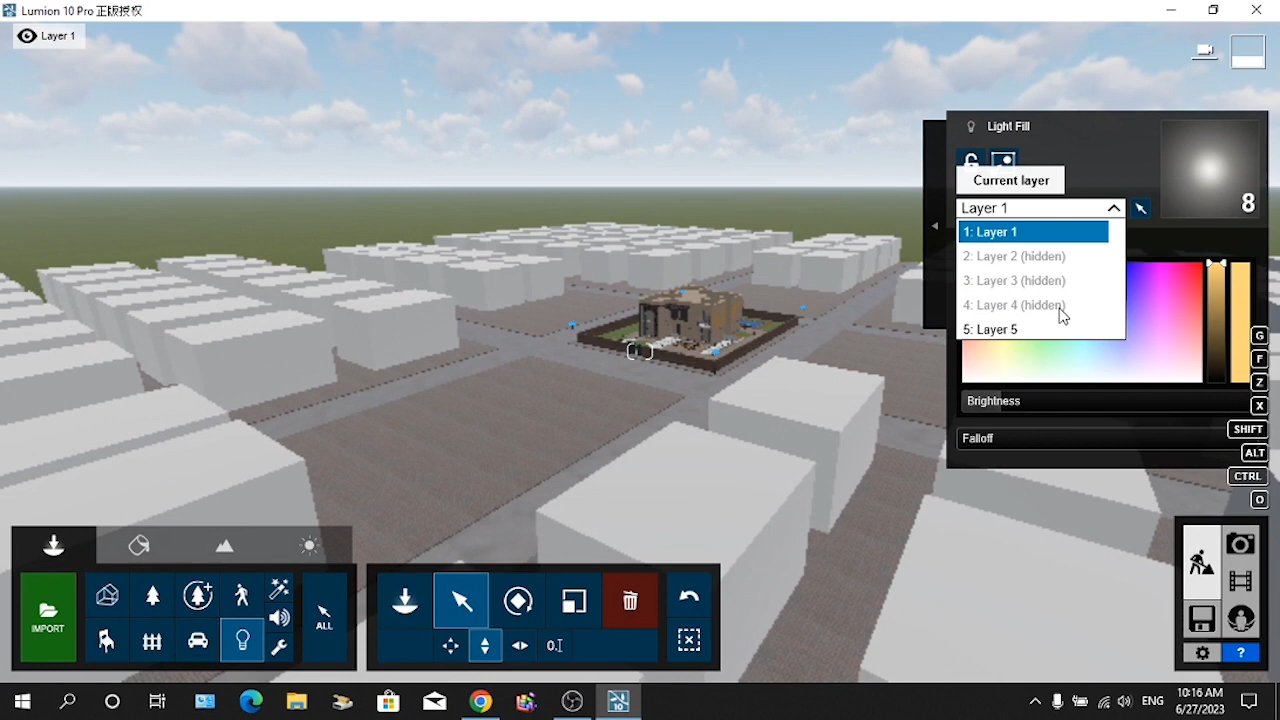 Lumion 10 Pro 正版授权
Layer 1
Light Fill
8
Current layer
Layer 1
1: Layer 1
2: Layer 2 (hidden)
3: Layer 3 (hidden)
4: Layer 4 (hidden)
5: Layer 5
G
F
Z
X
Brightness
SHIFT
Falloff
ALT
CTRL
O
IMPORT
ALL
?
10
ENG
10:16 AM
6/27/2023